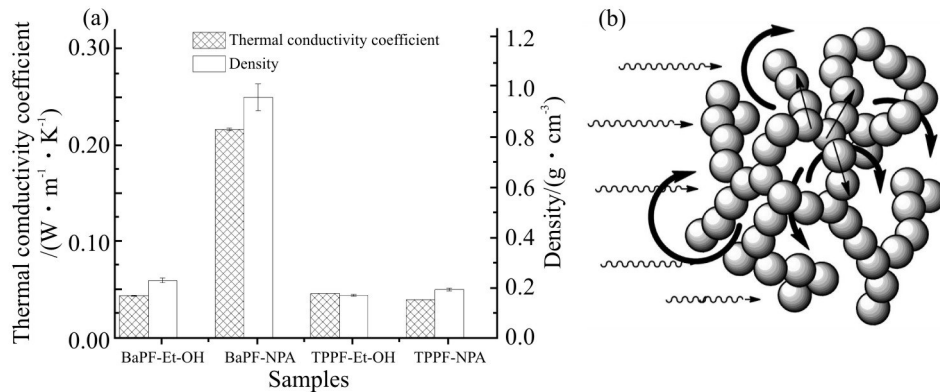 (a)
Thermal comductivity coefficient
/(W · m⁻¹ · K⁻¹)
0.30
0.20
0.10
0.00
Thermal conductivity coefficient
Density
1.2
1.0
0.8
0.6
0.4
0.2
0.0
Density/(g · cm⁻³)
BaPF-Et-OH
BaPF-NPA
TPPF-Et-OH
TPPF-NPA
Samples
(b)